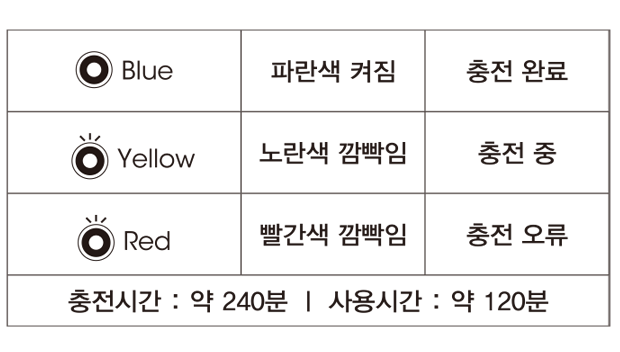 Blue 파란색 켜짐 충전 완료
Yellow 노란색 깜빡임 충전 중
Red 빨간색 깜빡임 충전 오류
충전시간 : 약 240분 ㅣ 사용시간 : 약 120분